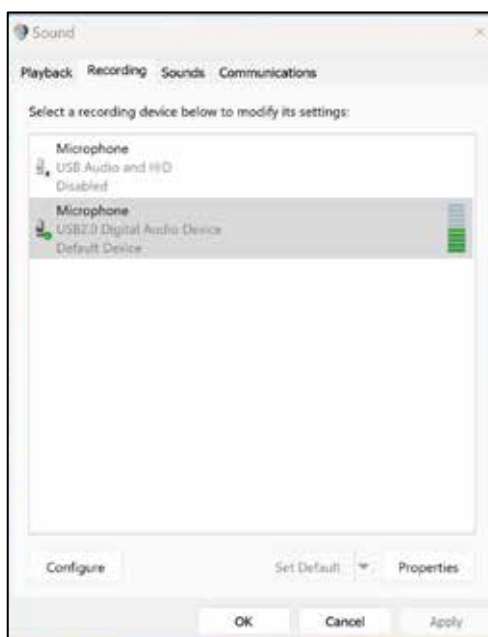 Sound
Playback Recording Sounds Communications
Select a recording device below to modify its settings:
Microphone
USB Audio and HID
Disabled
Microphone
USB2.0 Digital Audio Device
Default Device
Configure Set Default Properties
OK Cancel Apply